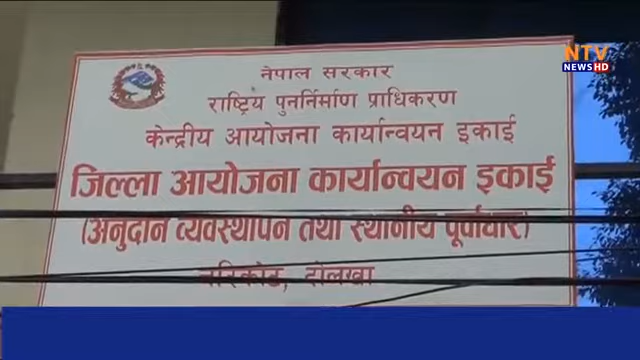 NTV
NEWS HD
नेपाल सरकार
राष्ट्रिय पुनर्निर्माण प्राधिकरण
केन्द्रीय आयोजना कार्यान्वयन इकाई
जिल्ला आयोजना कार्यान्वयन इकाई
(अनुदान व्यवस्थापन तथा स्थानीय पूर्वाधार)
चरिकोट, दोलखा